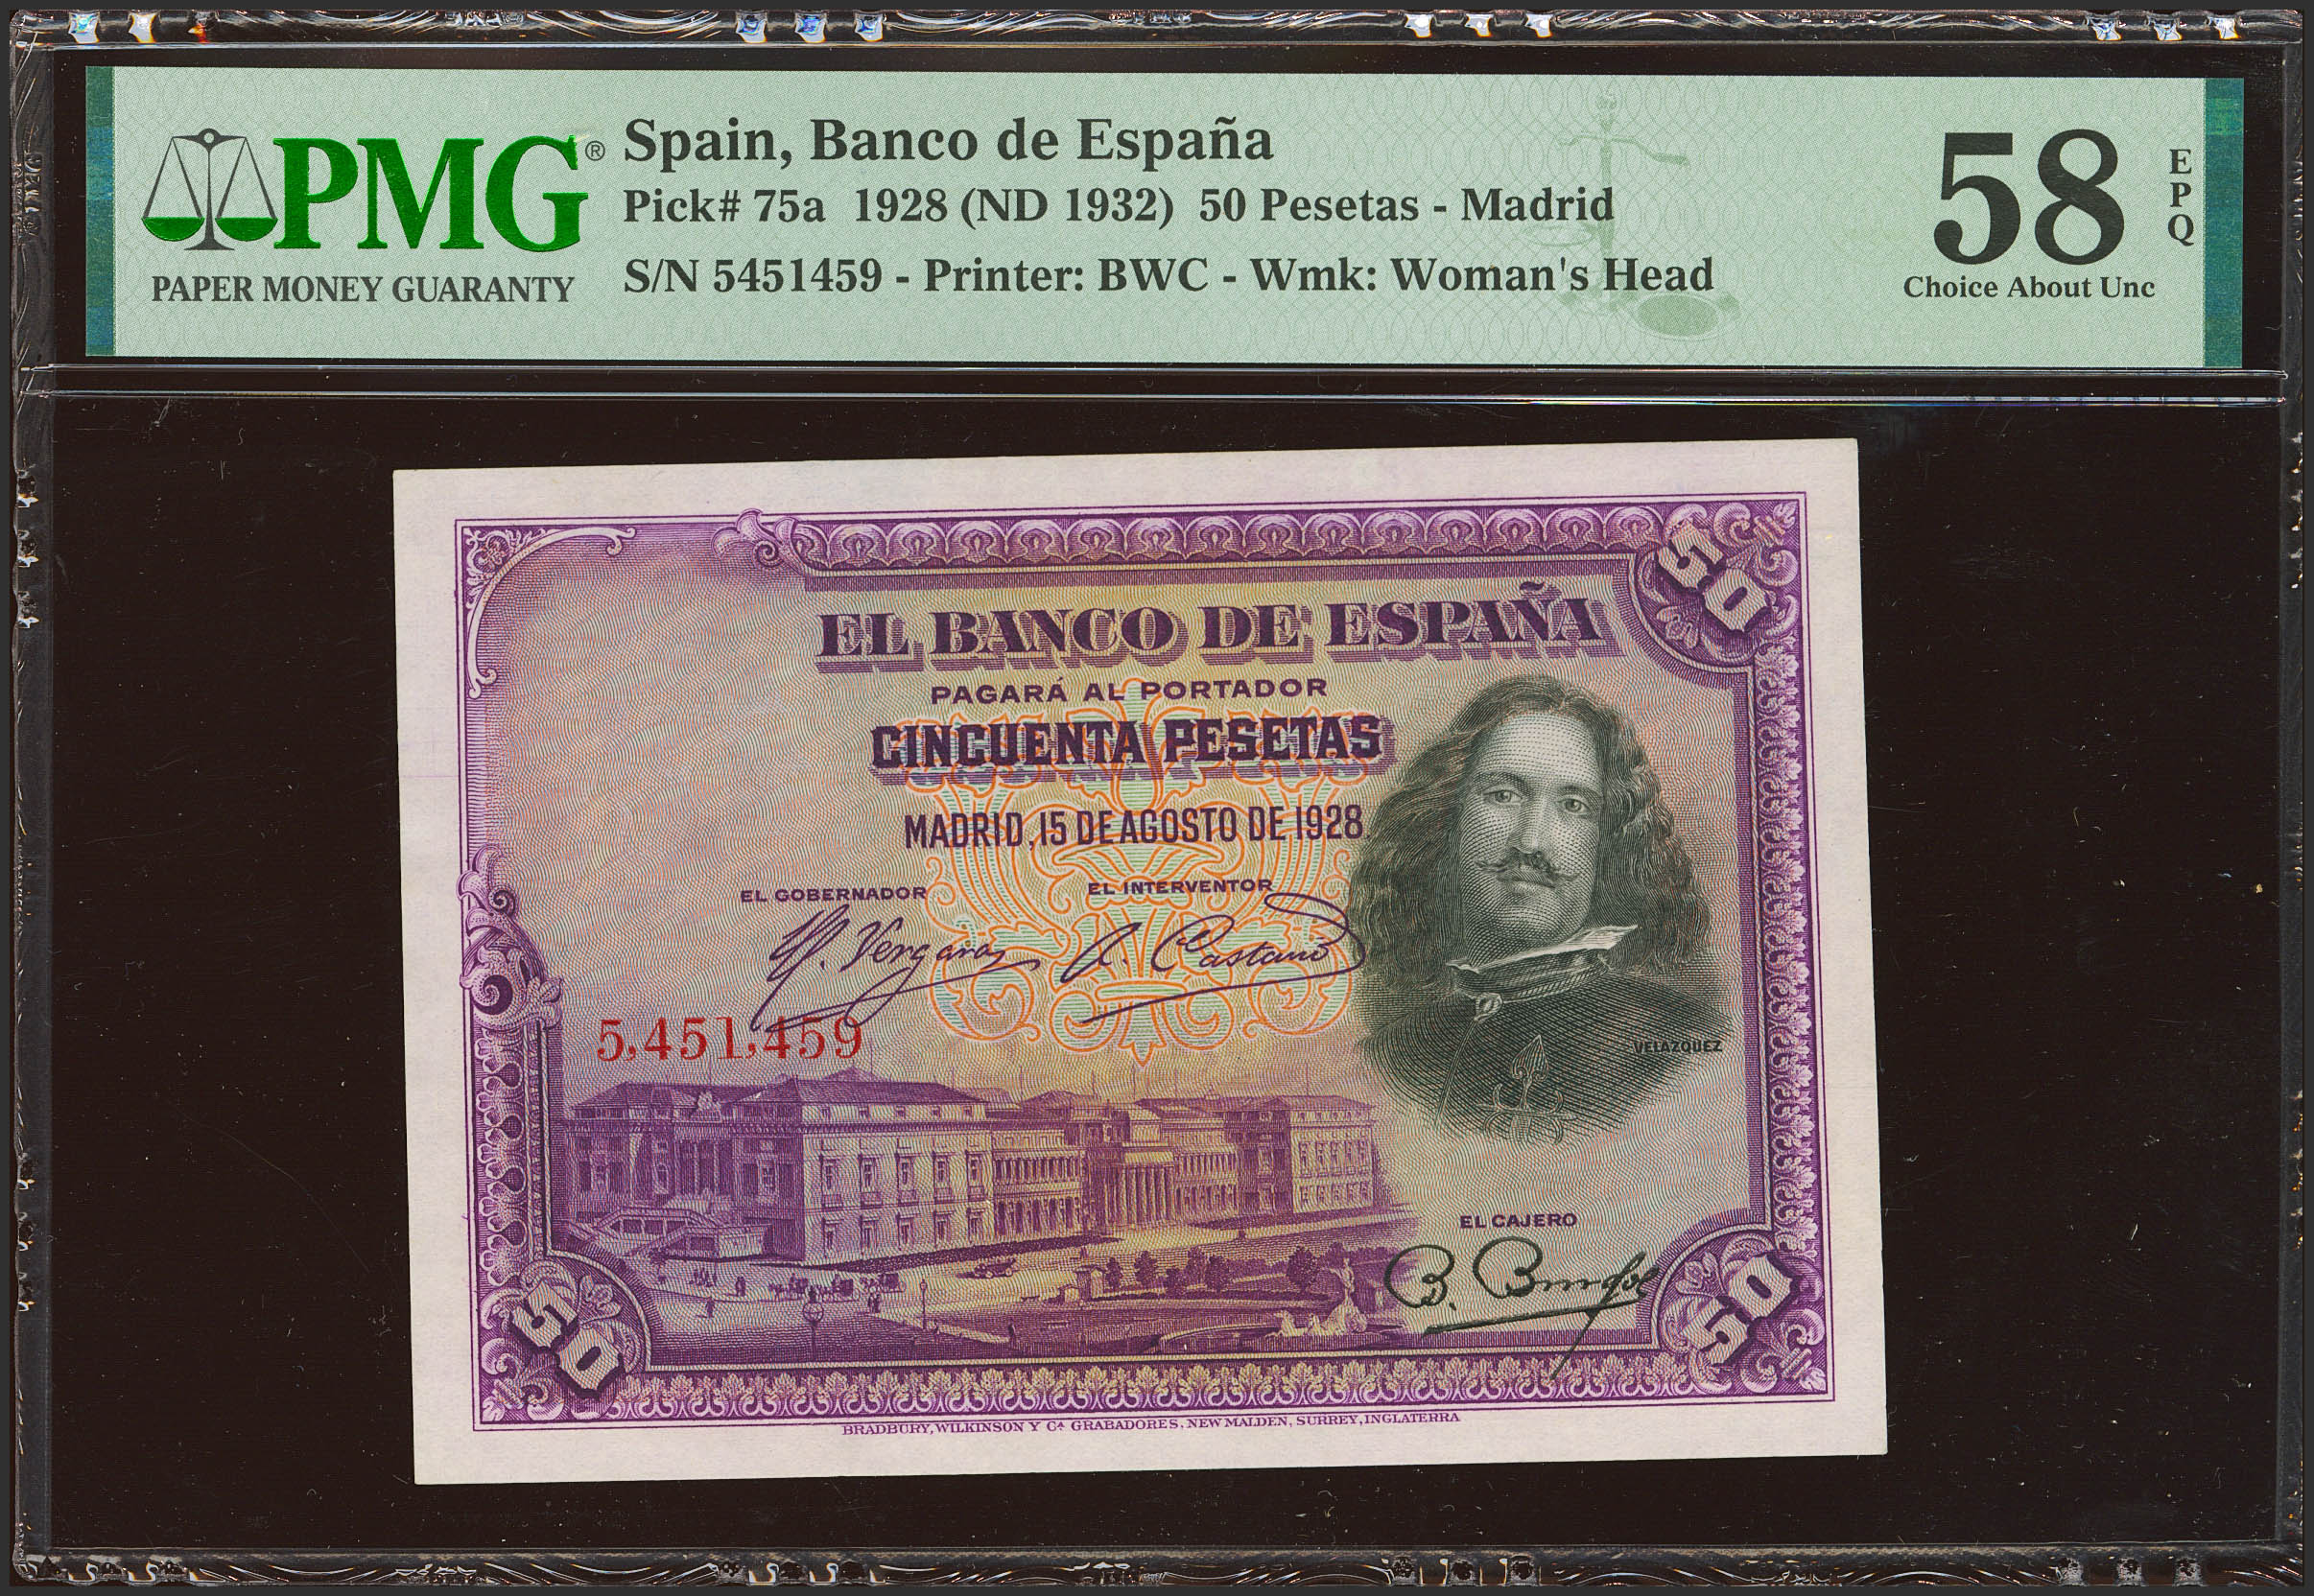 PMG®
PAPER MONEY GUARANTY
Spain, Banco de España
Pick# 75a 1928 (ND 1932) 50 Pesetas - Madrid
S/N 5451459 - Printer: BWC - Wmk: Woman's Head
58
EPQ
Choice About Unc
50
EL BANCO DE ESPAÑA
PAGARÁ AL PORTADOR
CINCUENTA PESETAS
MADRID, 15 DE AGOSTO DE 1928
EL GOBERNADOR
EL INTERVENTOR
5,451,459
VELAZQUEZ
EL CAJERO
50
50
BRADBURY, WILKINSON Y Cª GRABADORES, NEW MALDEN, SURREY, INGLATERRA